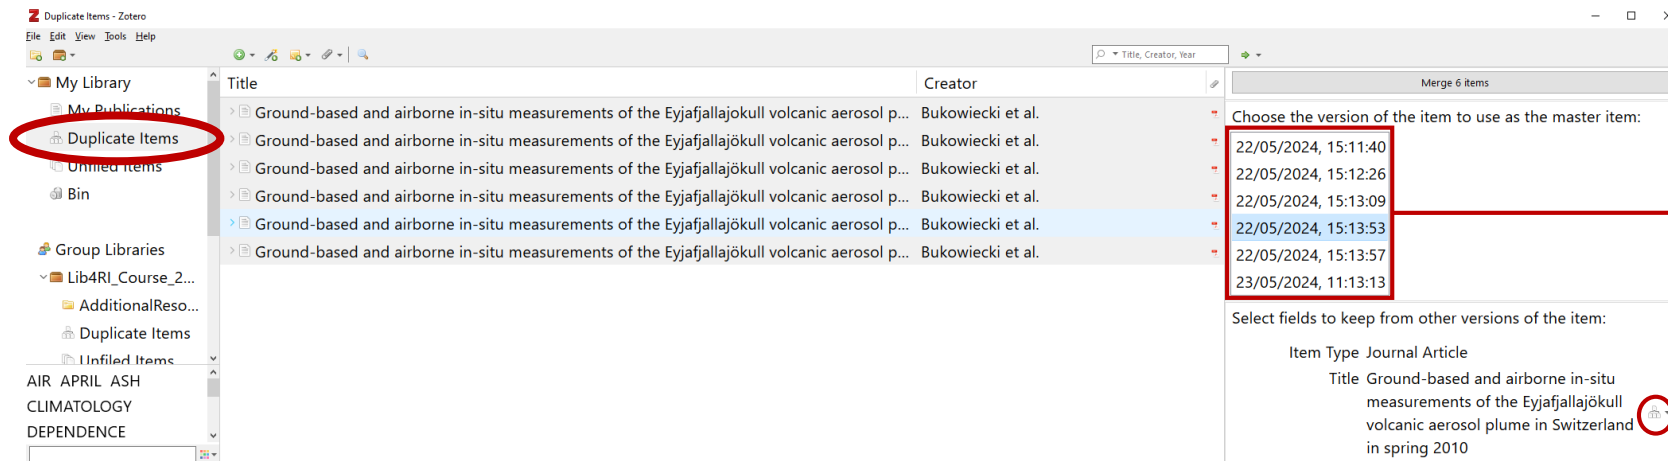 Duplicate Items - Zotero
File Edit View Tools Help
Title, Creator, Year
My Library
My Publications
Duplicate Items
Unfiled Items
Bin
Group Libraries
Lib4RI_Course_2...
AdditionalReso...
Duplicate Items
Unfiled Items
AIR APRIL ASH
CLIMATOLOGY
DEPENDENCE
Title Creator
Ground-based and airborne in-situ measurements of the Eyjafjallajokull volcanic aerosol p... Bukowiecki et al.
Ground-based and airborne in-situ measurements of the Eyjafjallajökull volcanic aerosol p... Bukowiecki et al.
Ground-based and airborne in-situ measurements of the Eyjafjallajökull volcanic aerosol p... Bukowiecki et al.
Ground-based and airborne in-situ measurements of the Eyjafjallajökull volcanic aerosol p... Bukowiecki et al.
Ground-based and airborne in-situ measurements of the Eyjafjallajökull volcanic aerosol p... Bukowiecki et al.
Ground-based and airborne in-situ measurements of the Eyjafjallajökull volcanic aerosol p... Bukowiecki et al.
Merge 6 items
Choose the version of the item to use as the master item:
22/05/2024, 15:11:40
22/05/2024, 15:12:26
22/05/2024, 15:13:09
22/05/2024, 15:13:53
22/05/2024, 15:13:57
23/05/2024, 11:13:13
Select fields to keep from other versions of the item:
Item Type Journal Article
Title Ground-based and airborne in-situ
measurements of the Eyjafjallajökull
volcanic aerosol plume in Switzerland
in spring 2010